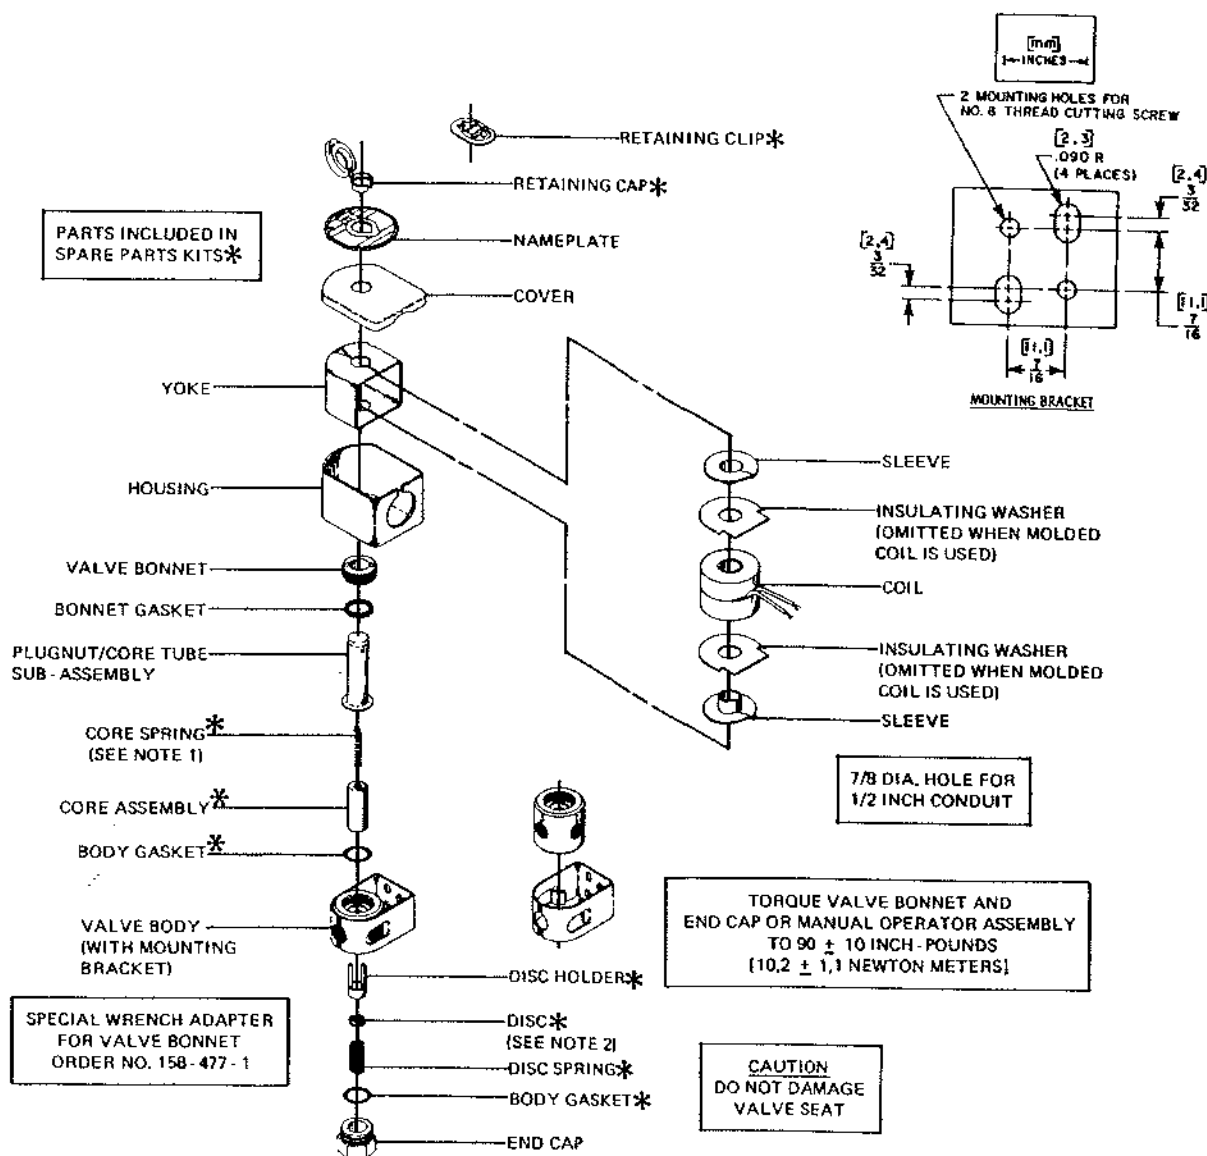 [mm]
INCHES
2 MOUNTING HOLES FOR
NO. 6 THREAD CUTTING SCREW
[2,3]
.090 R
(4 PLACES)
[2,4]
3
32
[2,4]
3
32
[11,1]
7
16
[11,1]
7
16
MOUNTING BRACKET
RETAINING CLIP*
RETAINING CAP*
PARTS INCLUDED IN
SPARE PARTS KITS*
NAMEPLATE
COVER
YOKE
HOUSING
SLEEVE
INSULATING WASHER
(OMITTED WHEN MOLDED
COIL IS USED)
COIL
INSULATING WASHER
(OMITTED WHEN MOLDED
COIL IS USED)
SLEEVE
VALVE BONNET
BONNET GASKET
PLUGNUT/CORE TUBE
SUB-ASSEMBLY
CORE SPRING*
(SEE NOTE 1)
CORE ASSEMBLY*
BODY GASKET*
VALVE BODY
(WITH MOUNTING
BRACKET)
7/8 DIA. HOLE FOR
1/2 INCH CONDUIT
TORQUE VALVE BONNET AND
END CAP OR MANUAL OPERATOR ASSEMBLY
TO 90 ± 10 INCH-POUNDS
[10,2 ± 1,1 NEWTON METERS]
DISC HOLDER*
DISC*
(SEE NOTE 2)
DISC SPRING*
BODY GASKET*
END CAP
SPECIAL WRENCH ADAPTER
FOR VALVE BONNET
ORDER NO. 158-477-1
CAUTION
DO NOT DAMAGE
VALVE SEAT